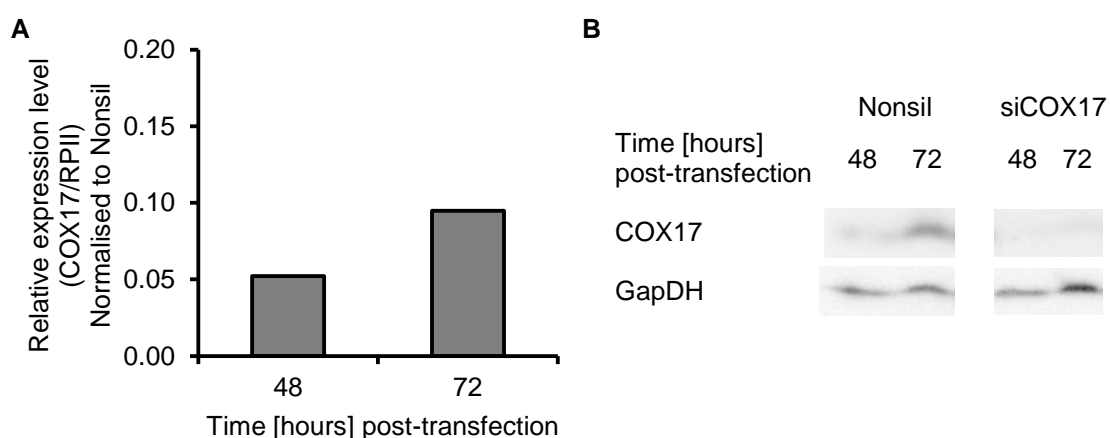 A
Relative expression level
(COX17/RPII)
Normalised to Nonsil
0.20
0.15
0.10
0.05
0.00
48 72
Time [hours] post-transfection
B
Nonsil siCOX17
Time [hours]
post-transfection
48 72 48 72
COX17
GapDH